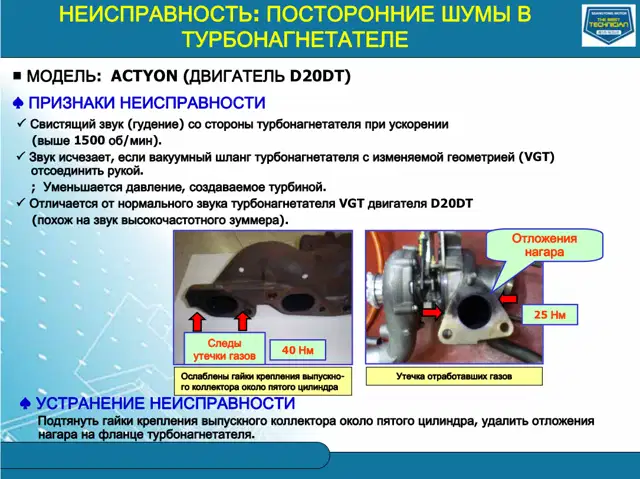 НЕИСПРАВНОСТЬ: ПОСТОРОННИЕ ШУМЫ В
ТУРБОНАГНЕТАТЕЛЕ
THE BEST
TECHNICIAN
■ МОДЕЛЬ: ACTYON (ДВИГАТЕЛЬ D20DT)
♠ ПРИЗНАКИ НЕИСПРАВНОСТИ
✓ Свистящий звук (гудение) со стороны турбонагнетателя при ускорении
(выше 1500 об/мин).
✓ Звук исчезает, если вакуумный шланг турбонагнетателя с изменяемой геометрией (VGT)
отсоединить рукой.
; Уменьшается давление, создаваемое турбиной.
✓ Отличается от нормального звука турбонагнетателя VGT двигателя D20DT
(похож на звук высокочастотного зуммера).
Отложения
нагара
25 Нм
Следы
утечки газов
40 Нм
Ослаблены гайки крепления выпускно-
го коллектора около пятого цилиндра
Утечка отработавших газов
♠ УСТРАНЕНИЕ НЕИСПРАВНОСТИ
Подтянуть гайки крепления выпускного коллектора около пятого цилиндра, удалить отложения
нагара на фланце турбонагнетателя.